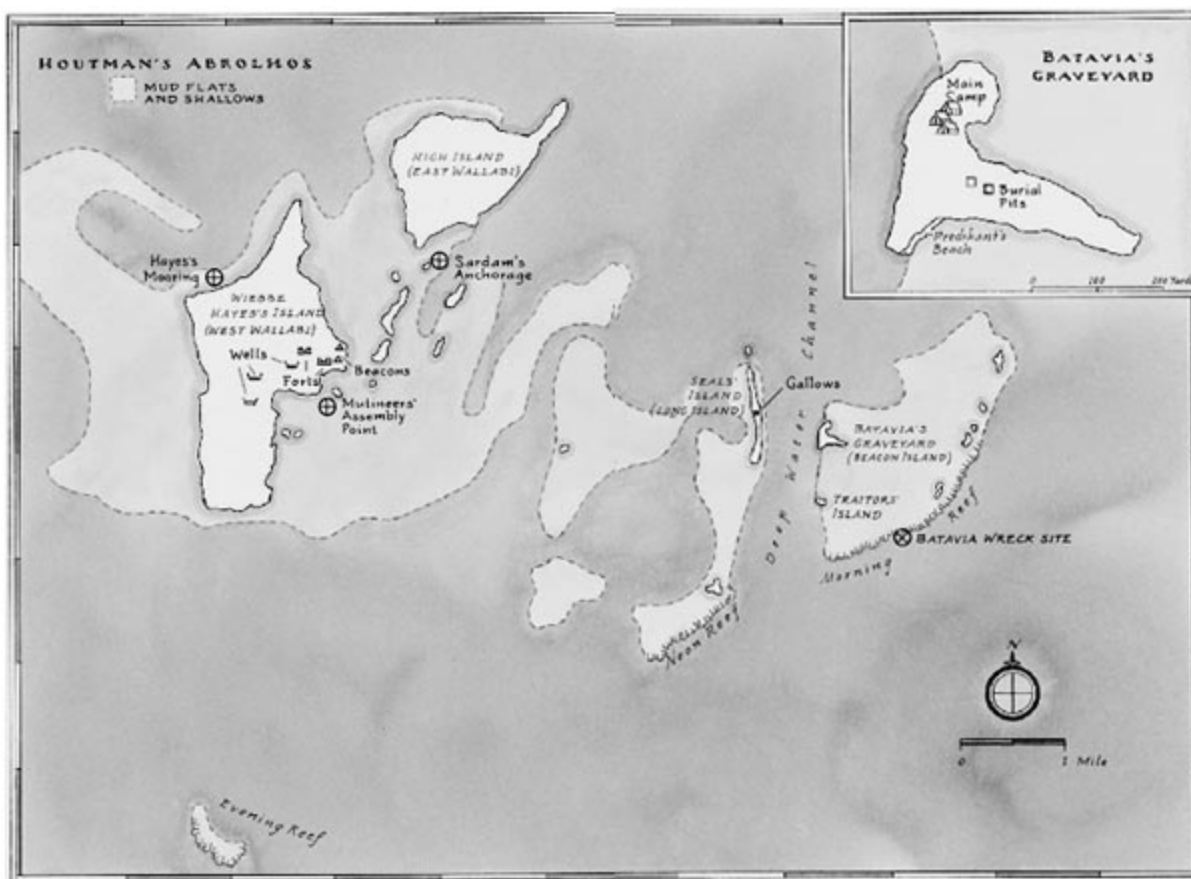 HOUTMAN'S ABROLHOS
MUD FLATS
AND SHALLOWS
HIGH ISLAND
(EAST WALLABI)
Hayes's
Mooring
Sardam's
Anchorage
WIEBBE
HAYES'S ISLAND
(WEST WALLABI)
Wells
Forts
Beacons
Mutineers'
Assembly
Point
SEALS'
ISLAND
(LONG ISLAND)
Gallows
Deep Water Channel
BATAVIA'S
GRAVEYARD
(BEACON ISLAND)
TRAITORS'
ISLAND
BATAVIA WRECK SITE
Morning Reef
Noon Reef
Evening Reef
N
0 1 Mile
BATAVIA'S
GRAVEYARD
Main
Camp
Burial
Pits
Predikant's
Beach
0 100 200 Yards